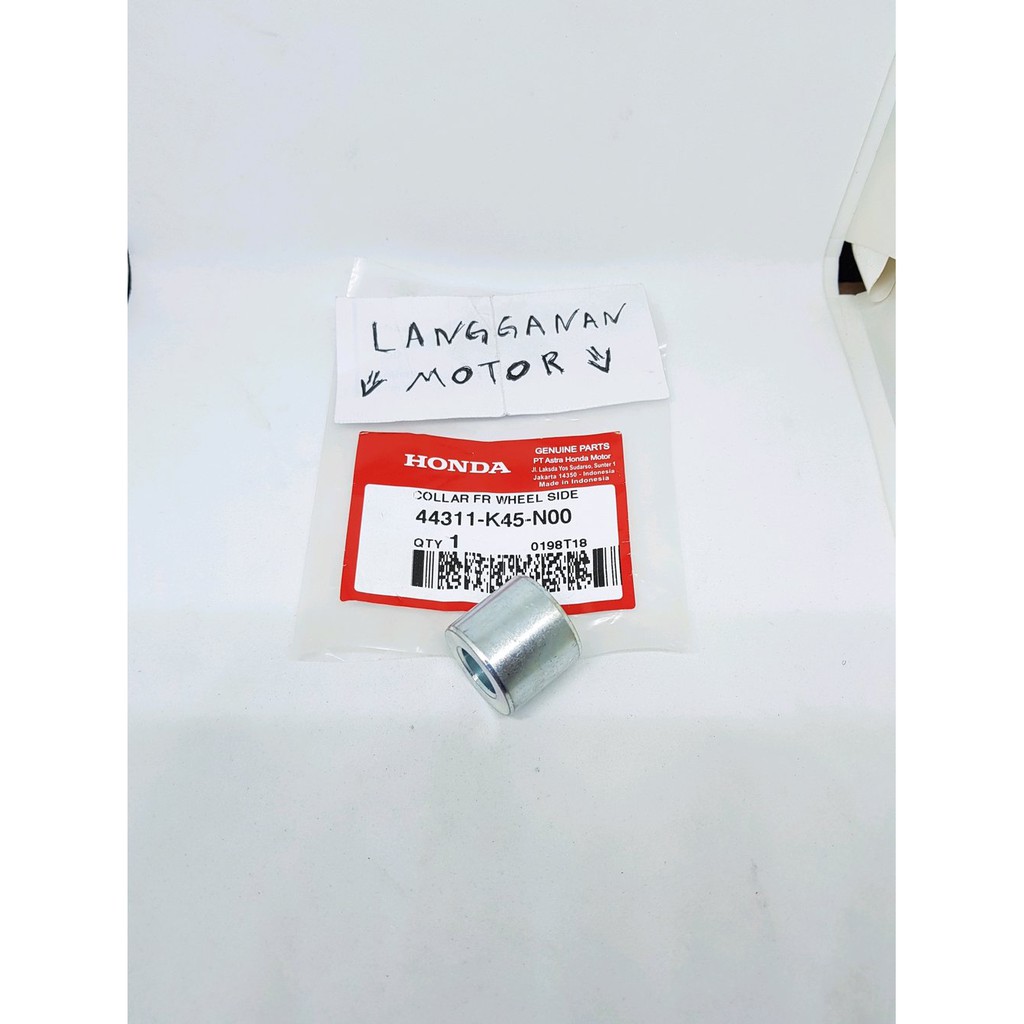 LANGGANAN
MOTOR
HONDA
GENUINE PARTS
PT Astra Honda Motor
Jl. Laksda Yos Sudarso, Sunter 1
Jakarta 14350 - Indonesia
Made in Indonesia
COLLAR FR WHEEL SIDE
44311-K45-N00
QTY 1
0198T18